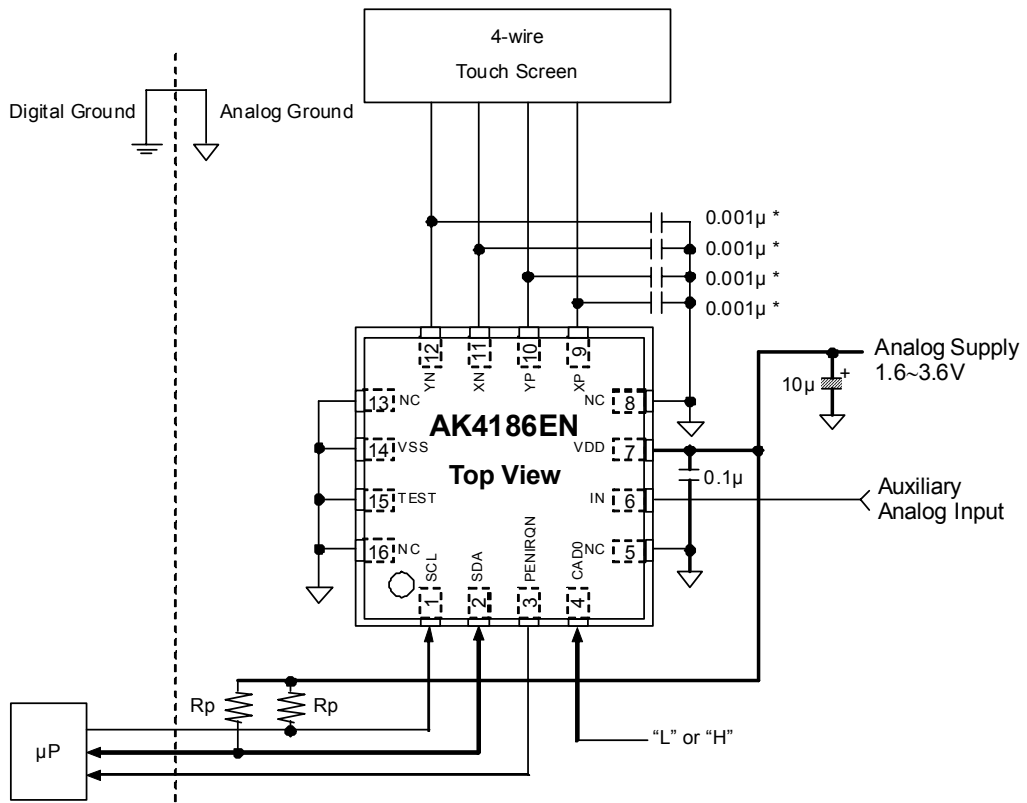 4-wire
Touch Screen
Digital Ground
Analog Ground
0.001µ *
0.001µ *
0.001µ *
0.001µ *
12
11
10
9
YN
XN
YP
XP
Analog Supply
1.6~3.6V
10µ
+
13
NC
NC
8
AK4186EN
14
VSS
VDD
7
Top View
0.1µ
15
TEST
IN
6
Auxiliary
Analog Input
16
NC
NC
5
SCL
SDA
PENIRQN
CAD0
1
2
3
4
Rp
Rp
µP
“L” or “H”